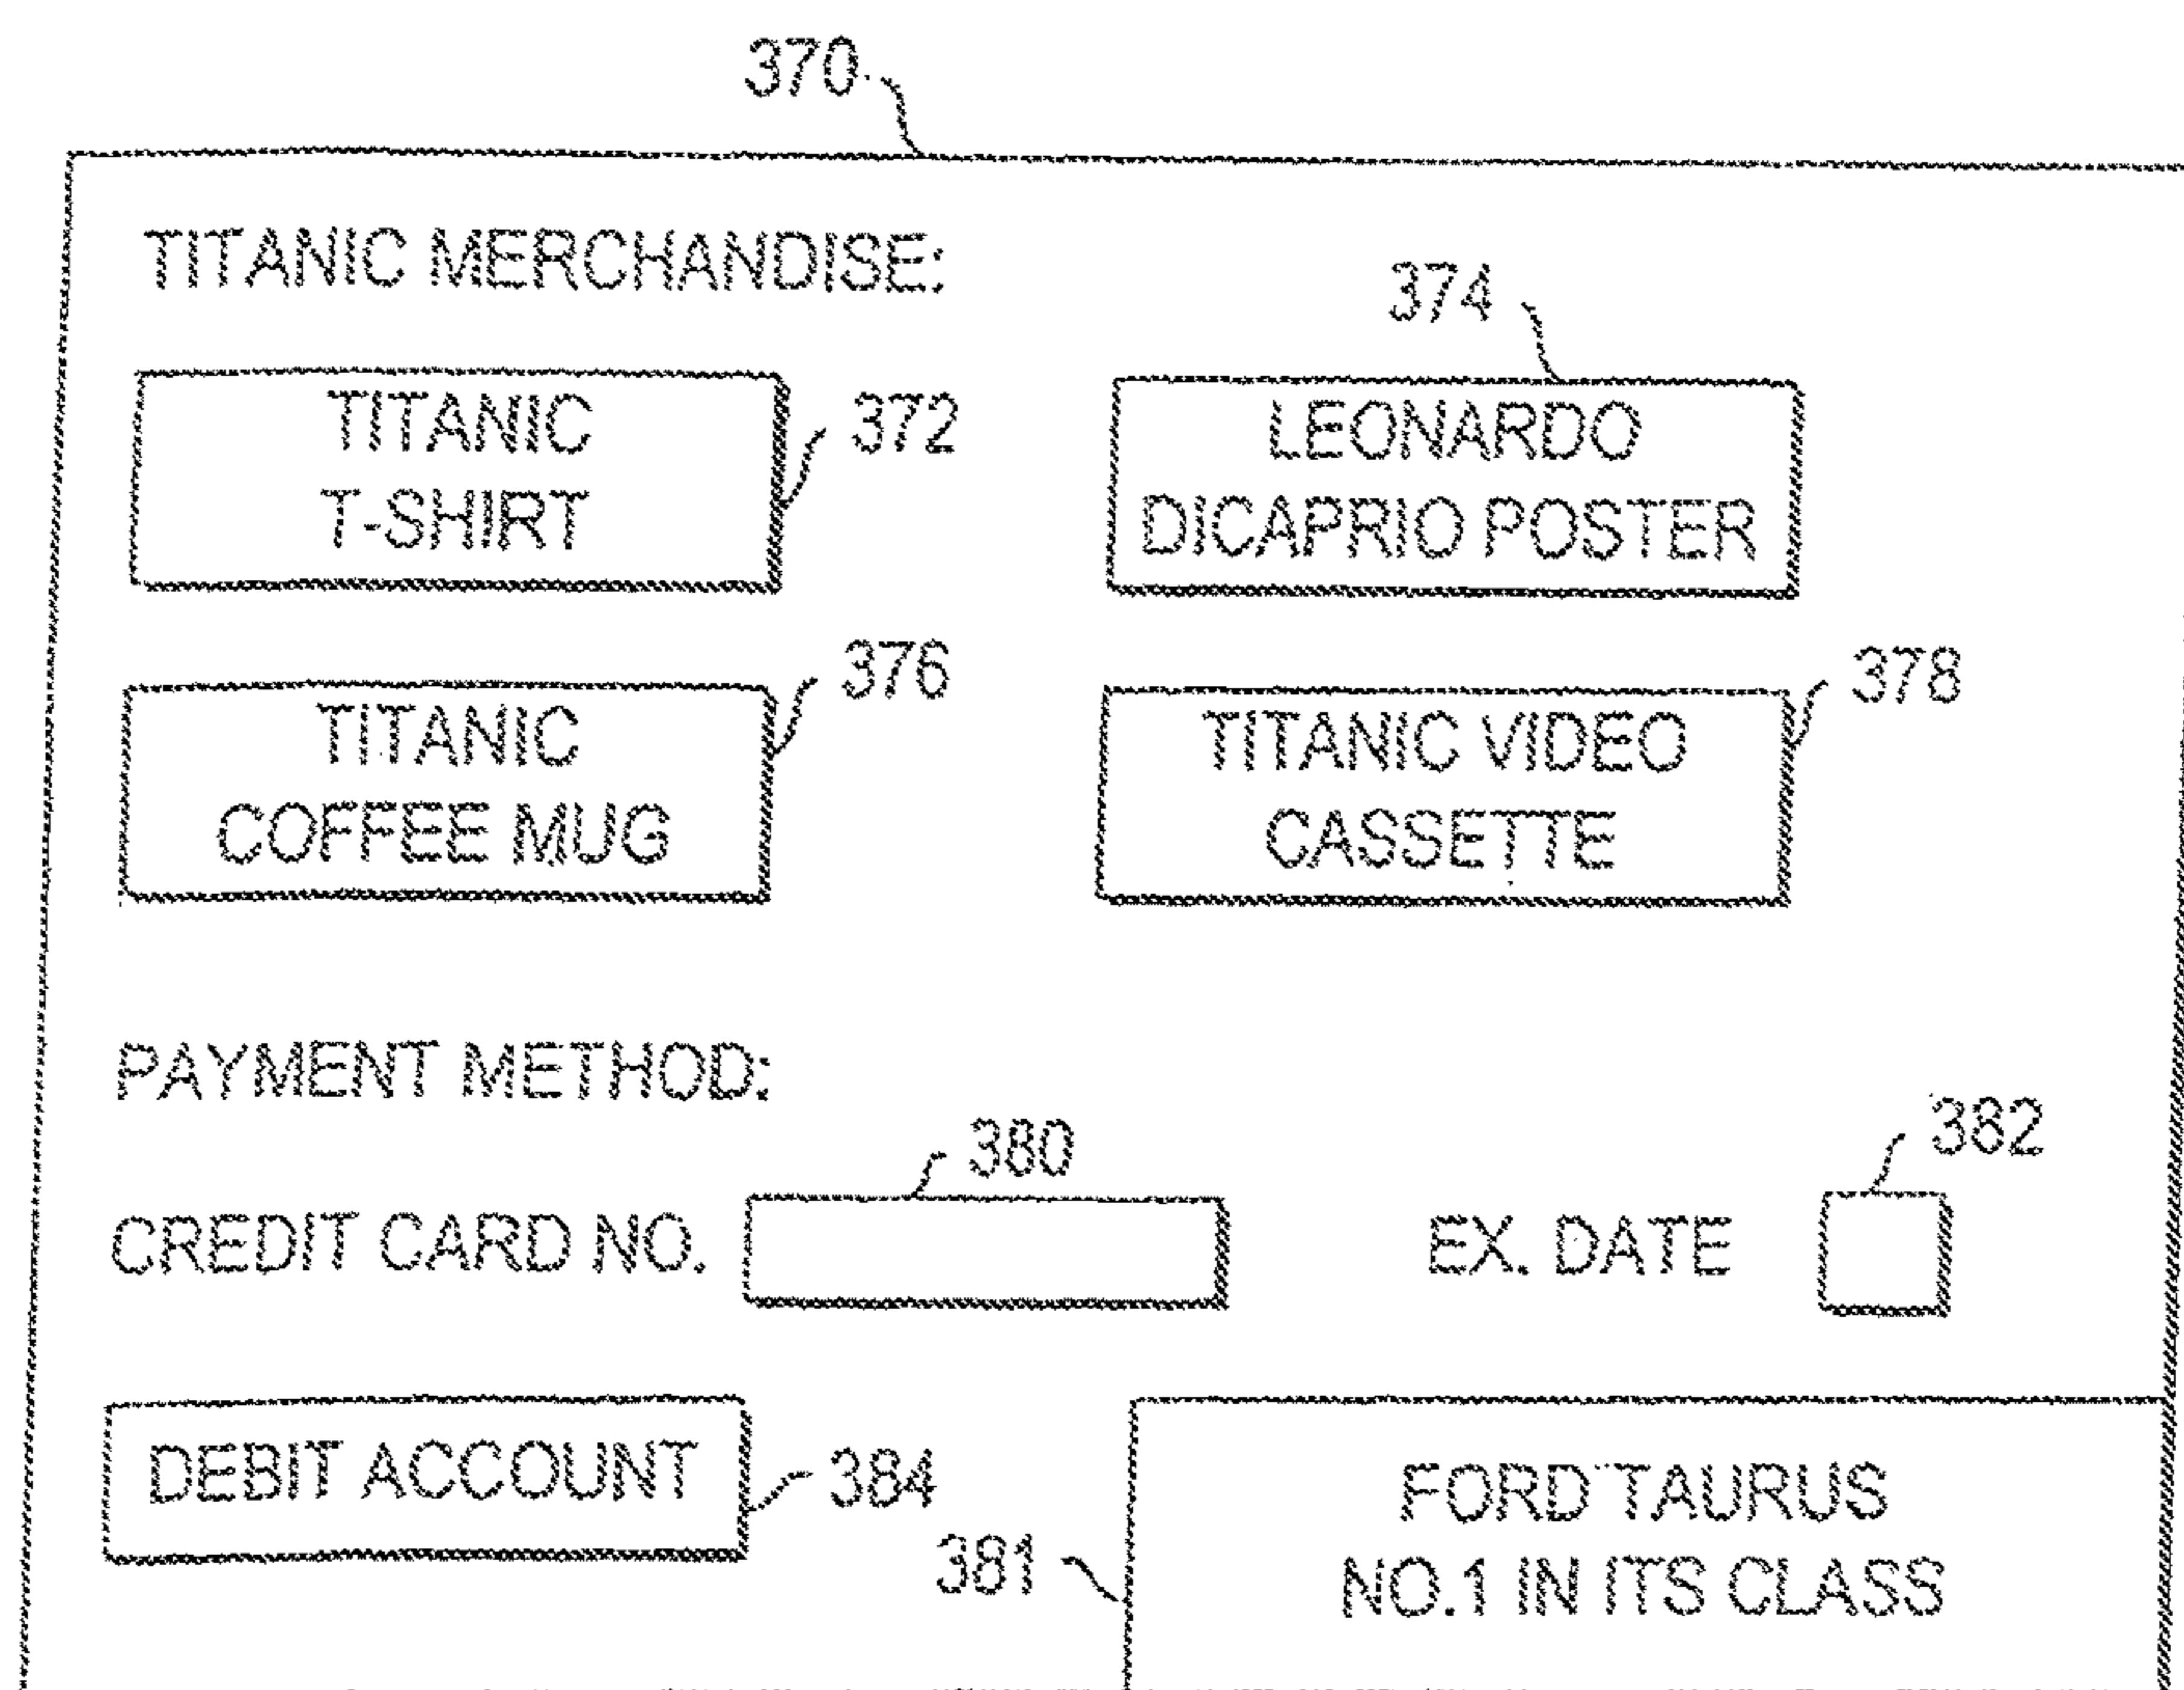 370
TITANIC MERCHANDISE:
374
TITANIC
T-SHIRT
372
LEONARDO
DICAPRIO POSTER
376
TITANIC
COFFEE MUG
378
TITANIC VIDEO
CASSETTE
PAYMENT METHOD:
380
382
CREDIT CARD NO.
EX. DATE
DEBIT ACCOUNT
384
381
FORD TAURUS
NO.1 IN ITS CLASS